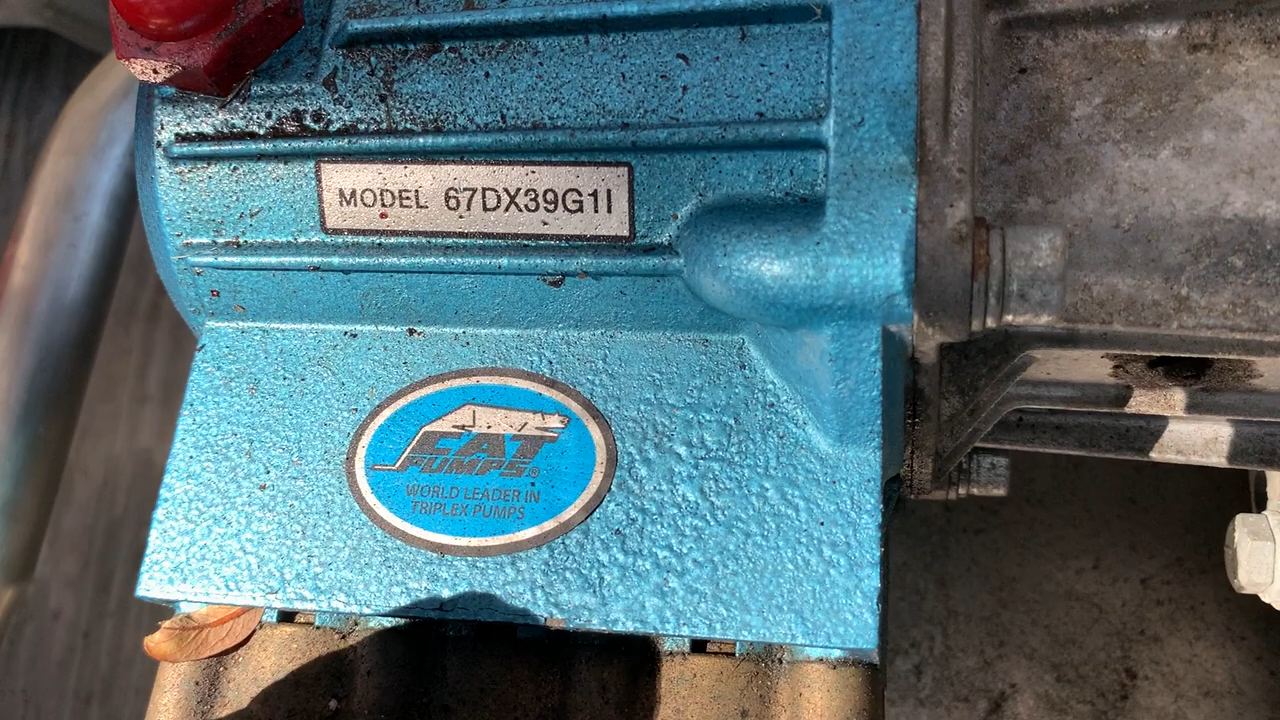 MODEL 67DX39G1I
CAT
PUMPS®
WORLD LEADER IN
TRIPLEX PUMPS